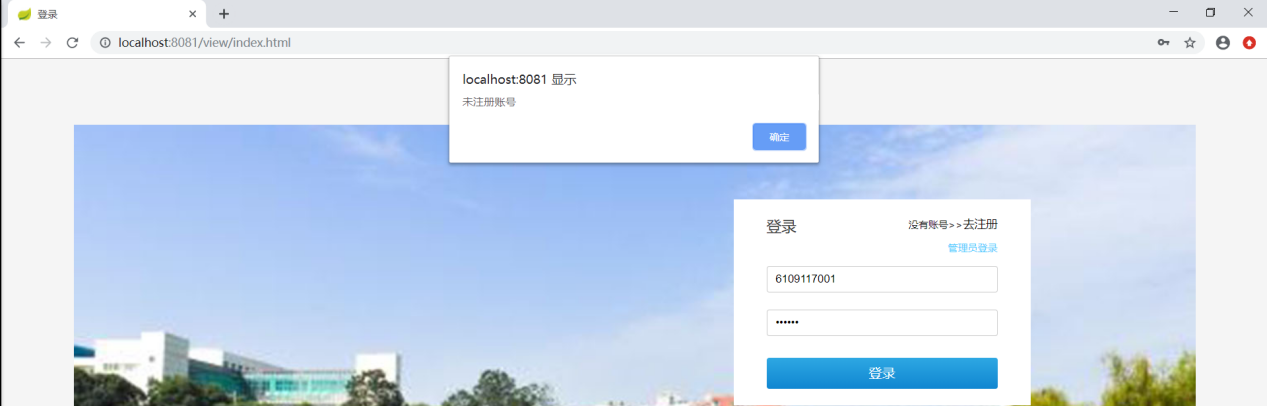 登录
localhost:8081/view/index.html
localhost:8081 显示
未注册账号
确定
登录
没有账号>>去注册
管理员登录
6109117001
••••••
登录